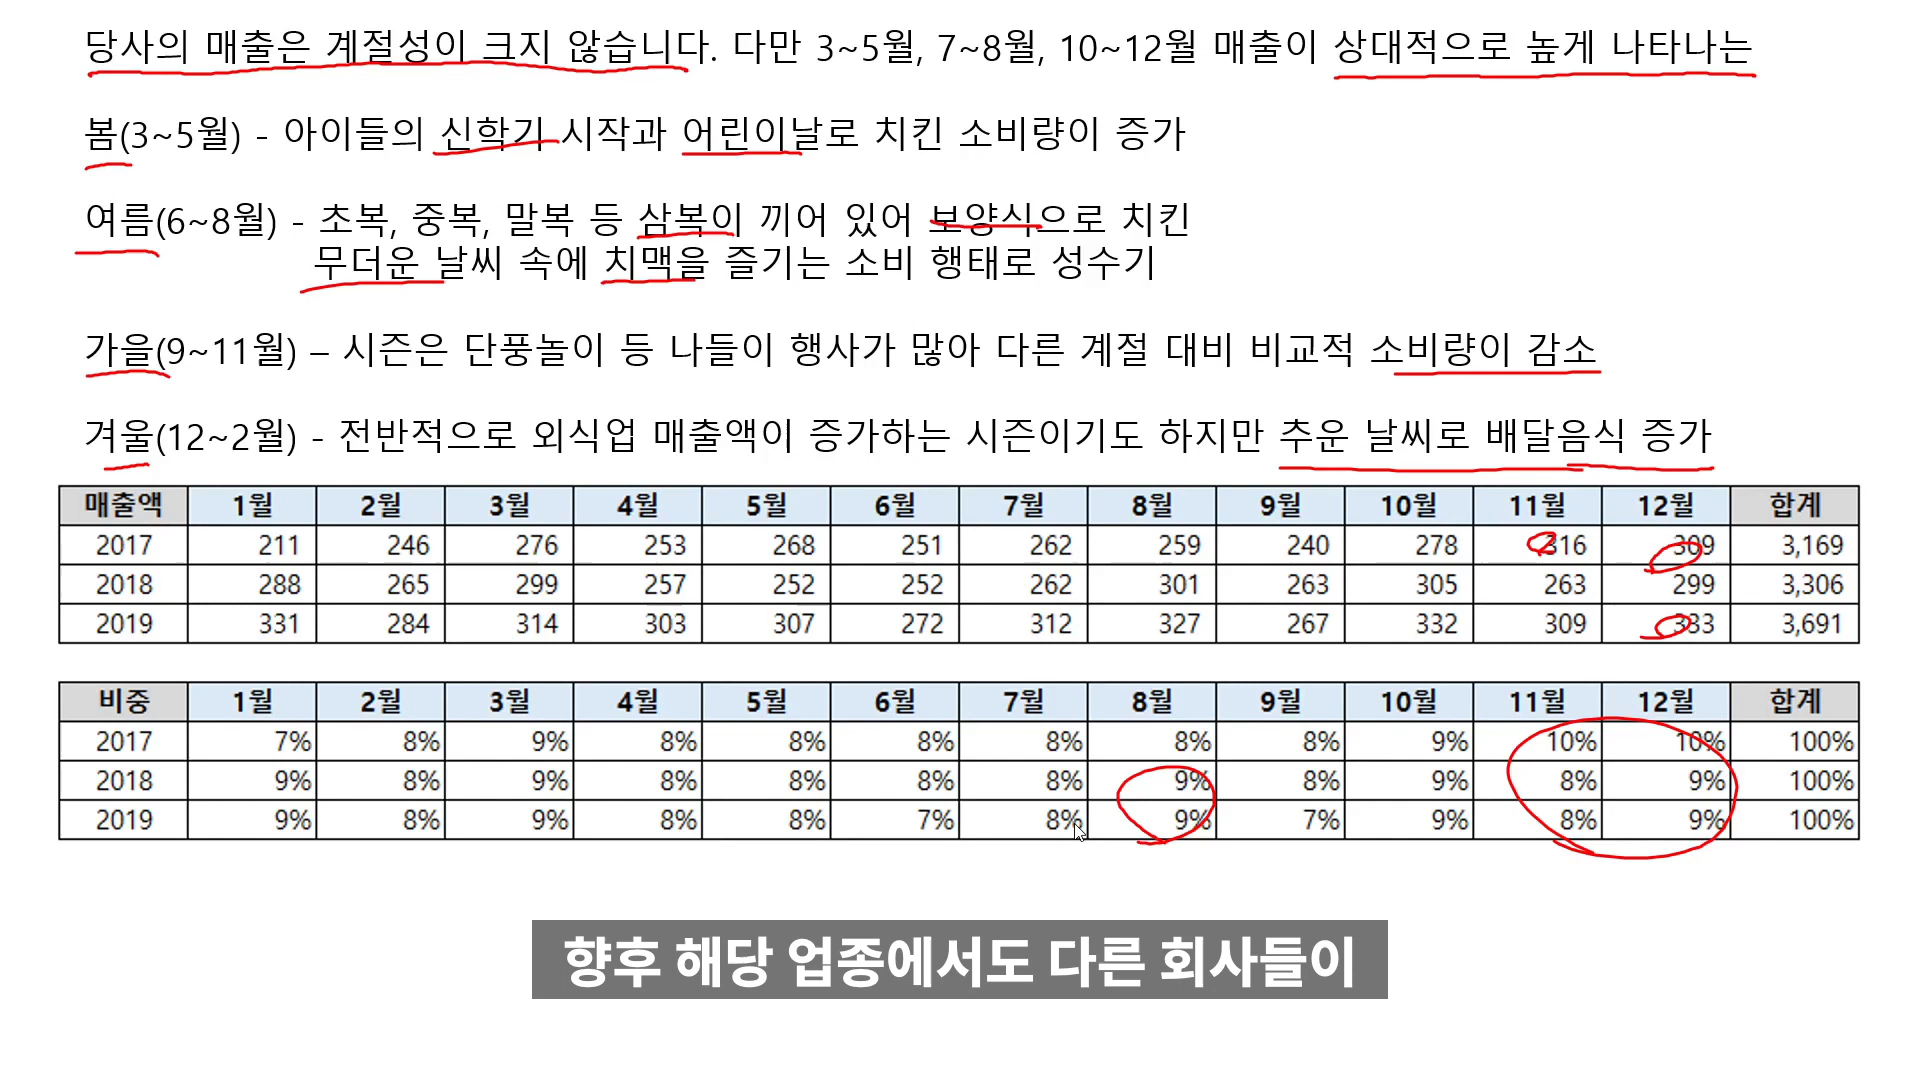 당사의 매출은 계절성이 크지 않습니다. 다만 3~5월, 7~8월, 10~12월 매출이 상대적으로 높게 나타나는
봄(3~5월) - 아이들의 신학기 시작과 어린이날로 치킨 소비량이 증가
여름(6~8월) - 초복, 중복, 말복 등 삼복이 끼어 있어 보양식으로 치킨
무더운 날씨 속에 치맥을 즐기는 소비 행태로 성수기
가을(9~11월) – 시즌은 단풍놀이 등 나들이 행사가 많아 다른 계절 대비 비교적 소비량이 감소
겨울(12~2월) - 전반적으로 외식업 매출액이 증가하는 시즌이기도 하지만 추운 날씨로 배달음식 증가
매출액 1월 2월 3월 4월 5월 6월 7월 8월 9월 10월 11월 12월 합계
2017 211 246 276 253 268 251 262 259 240 278 316 309 3,169
2018 288 265 299 257 252 252 262 301 263 305 263 299 3,306
2019 331 284 314 303 307 272 312 327 267 332 309 333 3,691
비중 1월 2월 3월 4월 5월 6월 7월 8월 9월 10월 11월 12월 합계
2017 7% 8% 9% 8% 8% 8% 8% 8% 8% 9% 10% 10% 100%
2018 9% 8% 9% 8% 8% 8% 8% 9% 8% 9% 8% 9% 100%
2019 9% 8% 9% 8% 8% 7% 8% 9% 7% 9% 8% 9% 100%
향후 해당 업종에서도 다른 회사들이